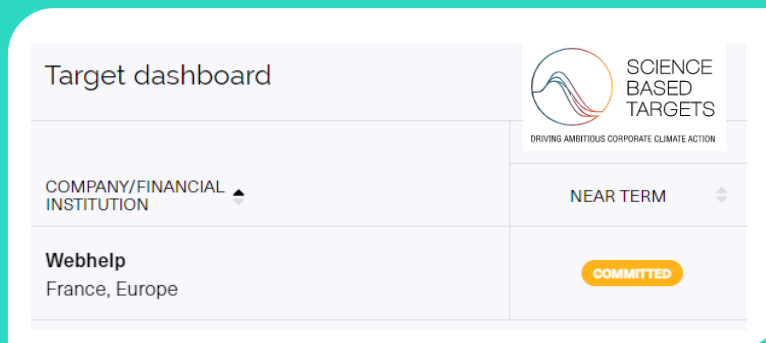 Target dashboard
SCIENCE
BASED
TARGETS
DRIVING AMBITIOUS CORPORATE CLIMATE ACTION
COMPANY/FINANCIAL
INSTITUTION
NEAR TERM
Webhelp
France, Europe
COMMITTED